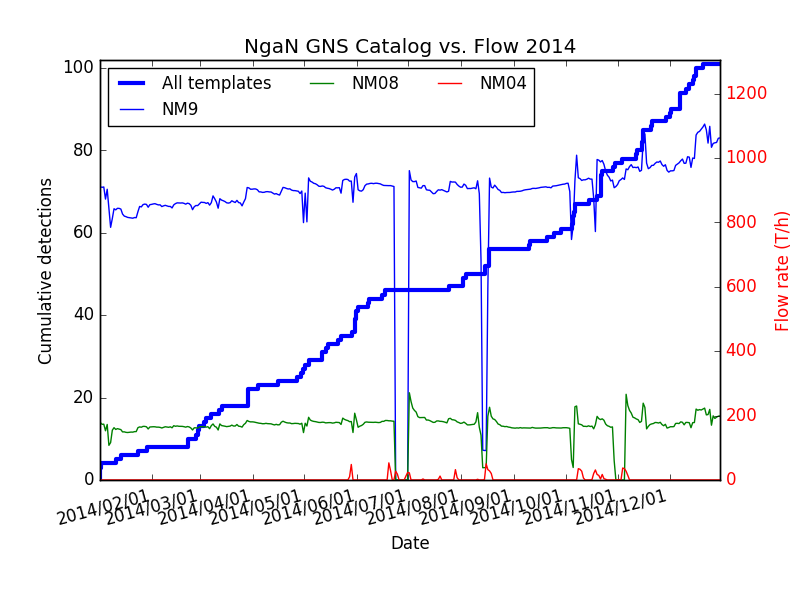 NgaN GNS Catalog vs. Flow 2014
All templates NM08 NM04
NM9
100
80
60
40
20
0
Cumulative detections
1200
1000
800
600
400
200
0
Flow rate (T/h)
2014/02/01 2014/03/01 2014/04/01 2014/05/01 2014/06/01 2014/07/01 2014/08/01 2014/09/01 2014/10/01 2014/11/01 2014/12/01
Date